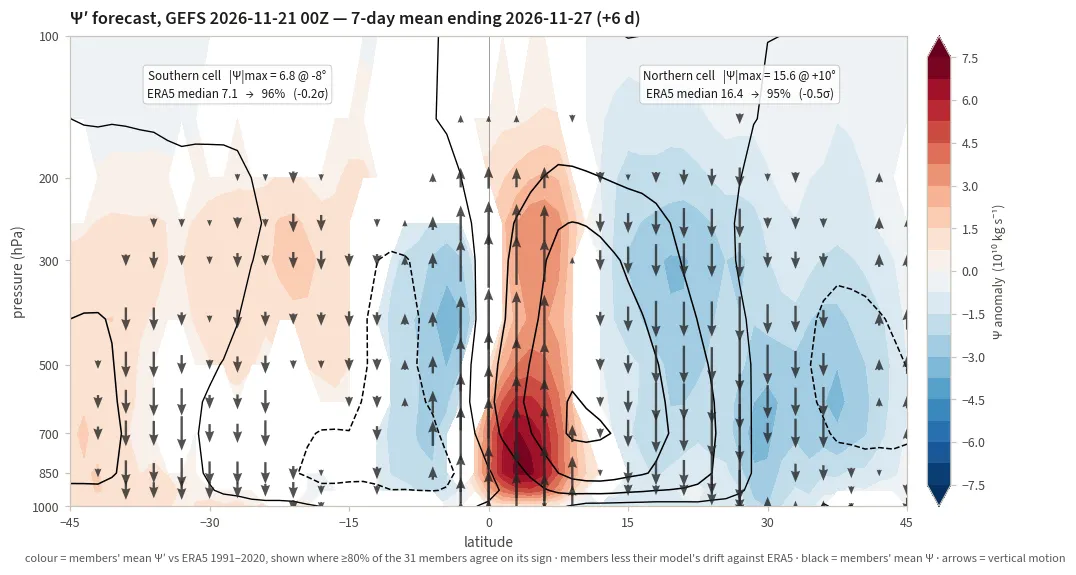 Ψ′ forecast, GEFS 2026-11-21 00Z — 7-day mean ending 2026-11-27 (+6 d)
100
200
300
400
500
700
850
1000
pressure (hPa)
Southern cell |Ψ|max = 6.8 @ -8°
ERA5 median 7.1 → 96% (-0.2σ)
Northern cell |Ψ|max = 15.6 @ +10°
ERA5 median 16.4 → 95% (-0.5σ)
−45
−30
−15
0
15
30
45
latitude
7.5
6.0
4.5
3.0
1.5
0.0
−1.5
−3.0
−4.5
−6.0
−7.5
Ψ anomaly (10¹⁰ kg s⁻¹)
colour = members' mean Ψ′ vs ERA5 1991–2020, shown where ≥80% of the 31 members agree on its sign · members less their model's drift against ERA5 · black = members' mean Ψ · arrows = vertical motion